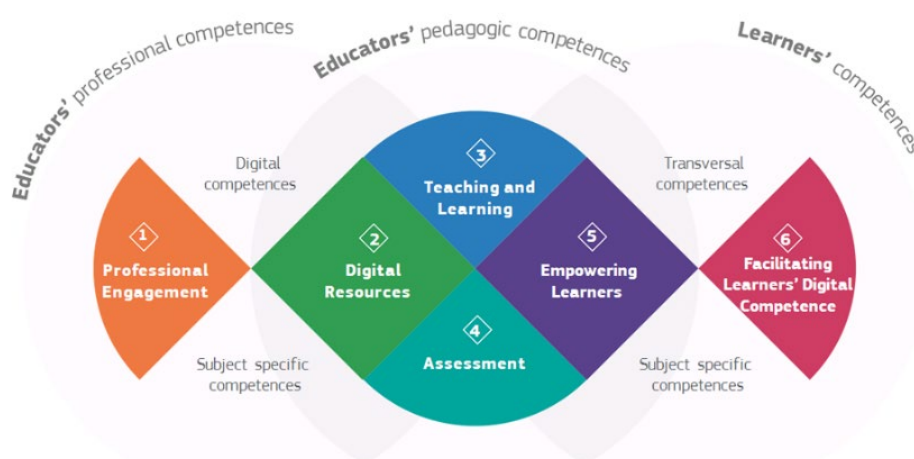 Educators' professional competences
Educators' pedagogic competences
Learners' competences
Digital
competences
Transversal
competences
1
Professional
Engagement
2
Digital
Resources
3
Teaching and
Learning
4
Assessment
5
Empowering
Learners
6
Facilitating
Learners' Digital
Competence
Subject specific
competences
Subject specific
competences